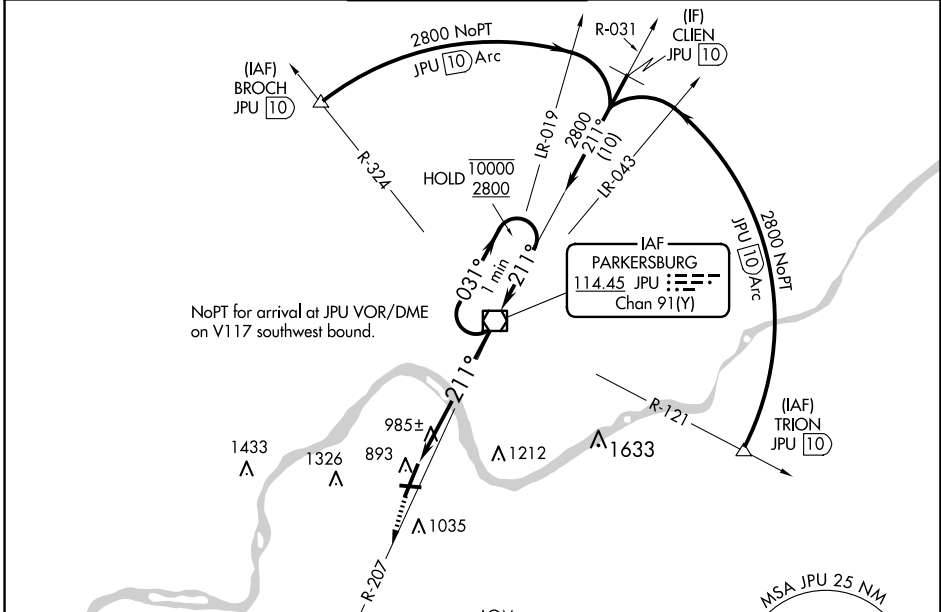 2800 NoPT
JPU 10 Arc
R-031
(IF)
CLIEN
JPU 10
(IAF)
BROCH
JPU 10
R-324
LR-019
2800
211°
(10)
LR-043
HOLD 10000
2800
031°
1 min
211°
2800 NoPT
JPU 10 Arc
IAF
PARKERSBURG
114.45 JPU
Chan 91(Y)
NoPT for arrival at JPU VOR/DME
on V117 southwest bound.
211°
R-121
(IAF)
TRION
JPU 10
985±
1433
1326
893
1212
1633
1035
R-207
MSA JPU 25 NM